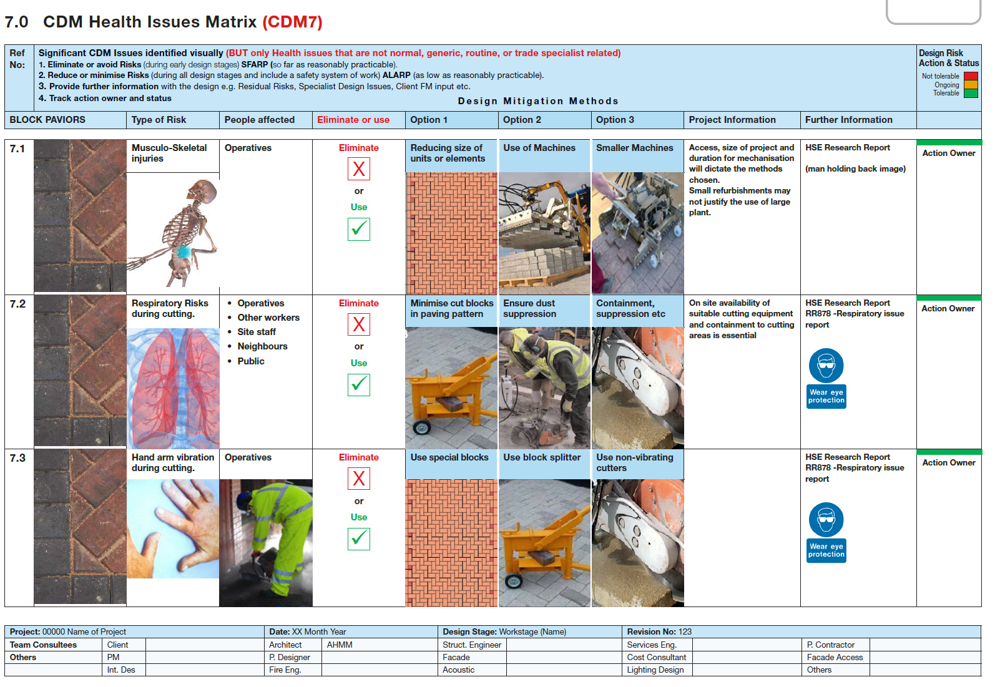 7.0 CDM Health Issues Matrix (CDM7)
Ref
No:
Significant CDM Issues identified visually (BUT only Health issues that are not normal, generic, routine, or trade specialist related)
1. Eliminate or avoid Risks (during early design stages) SFARP (so far as reasonably practicable).
2. Reduce or minimise Risks (during all design stages and include a safety system of work) ALARP (as low as reasonably practicable).
3. Provide further information with the design e.g. Residual Risks, Specialist Design Issues, Client FM input etc.
4. Track action owner and status
Design Mitigation Methods
Design Risk
Action & Status
Not tolerable
Ongoing
Tolerable
BLOCK PAVIORS
Type of Risk
People affected
Eliminate or use
Option 1
Option 2
Option 3
Project Information
Further Information
7.1
Musculo-Skeletal
injuries
Operatives
Eliminate
X
or
Use
Reducing size of
units or elements
Use of Machines
Smaller Machines
Access, size of project and
duration for mechanisation
will dictate the methods
chosen.
Small refurbishments may
not justify the use of large
plant.
HSE Research Report
(man holding back image)
Action Owner
7.2
Respiratory Risks
during cutting.
• Operatives
• Other workers
• Site staff
• Neighbours
• Public
Eliminate
X
or
Use
Minimise cut blocks
in paving pattern
Ensure dust
suppression
Containment,
suppression etc
On site availability of
suitable cutting equipment
and containment to cutting
areas is essential
HSE Research Report
RR878 -Respiratory issue
report
Wear eye
protection
Action Owner
7.3
Hand arm vibration
during cutting.
Operatives
Eliminate
X
or
Use
Use special blocks
Use block splitter
Use non-vibrating
cutters
HSE Research Report
RR878 -Respiratory issue
report
Wear eye
protection
Action Owner
Project: 00000 Name of Project
Date: XX Month Year
Design Stage: Workstage (Name)
Revision No: 123
Team Consultees
Client
Architect
AHMM
Struct. Engineer
Services Eng.
P. Contractor
Others
PM
P. Designer
Facade
Cost Consultant
Facade Access
Int. Des
Fire Eng.
Acoustic
Lighting Design
Others